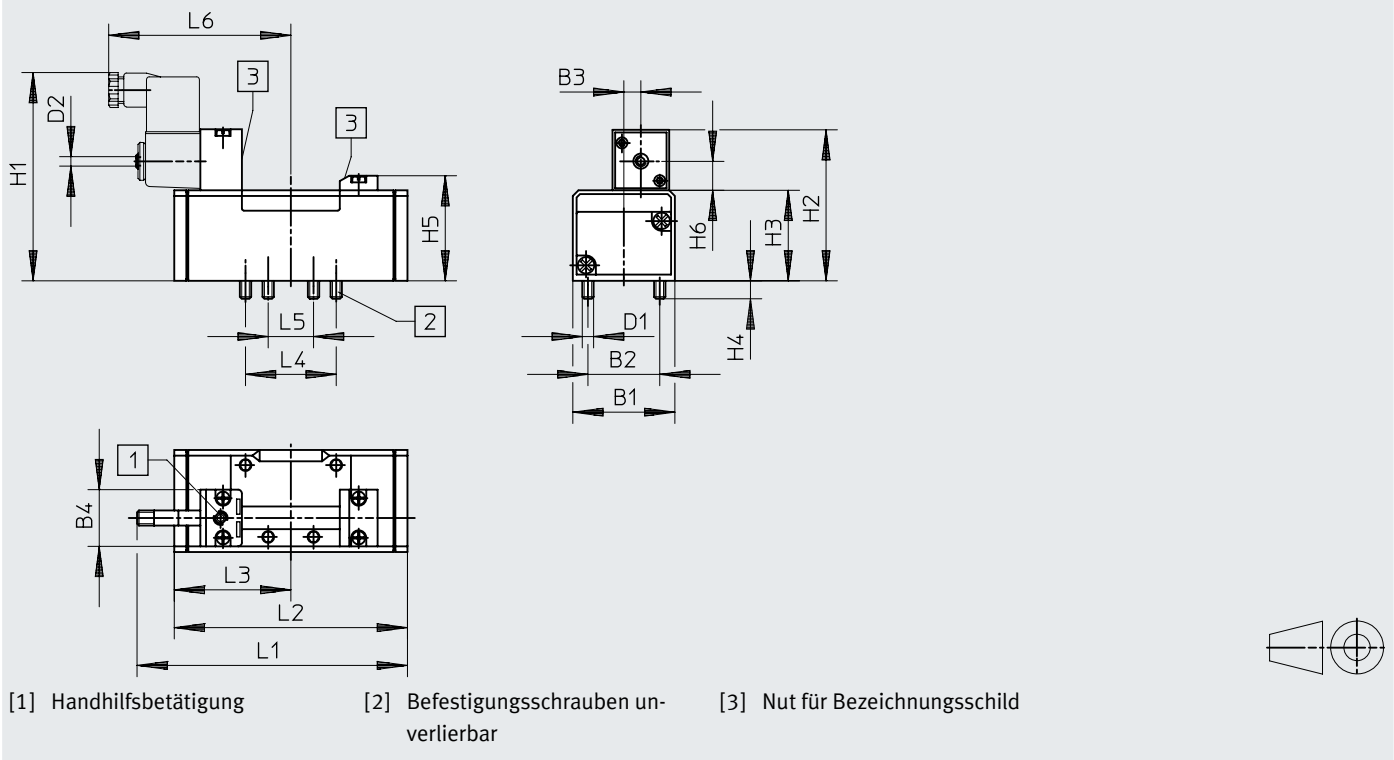 L6
H1
D2
3
3
H5
L5
L4
2
B3
H6
H3
H2
H4
D1
B2
B1
1
B4
L3
L2
L1
[1] Handhilfsbetätigung
[2] Befestigungsschrauben un-
verlierbar
[3] Nut für Bezeichnungsschild